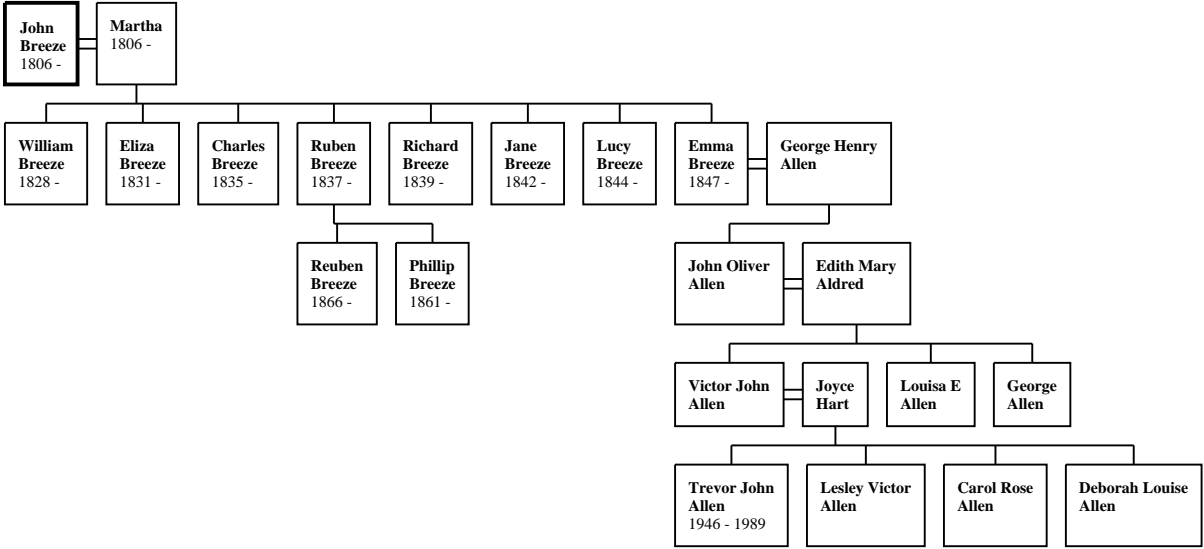 John
Breeze
1806 -
Martha
1806 -
William
Breeze
1828 -
Eliza
Breeze
1831 -
Charles
Breeze
1835 -
Ruben
Breeze
1837 -
Richard
Breeze
1839 -
Jane
Breeze
1842 -
Lucy
Breeze
1844 -
Emma
Breeze
1847 -
George Henry
Allen
Reuben
Breeze
1866 -
Phillip
Breeze
1861 -
John Oliver
Allen
Edith Mary
Aldred
Victor John
Allen
Joyce
Hart
Louisa E
Allen
George
Allen
Trevor John
Allen
1946 - 1989
Lesley Victor
Allen
Carol Rose
Allen
Deborah Louise
Allen